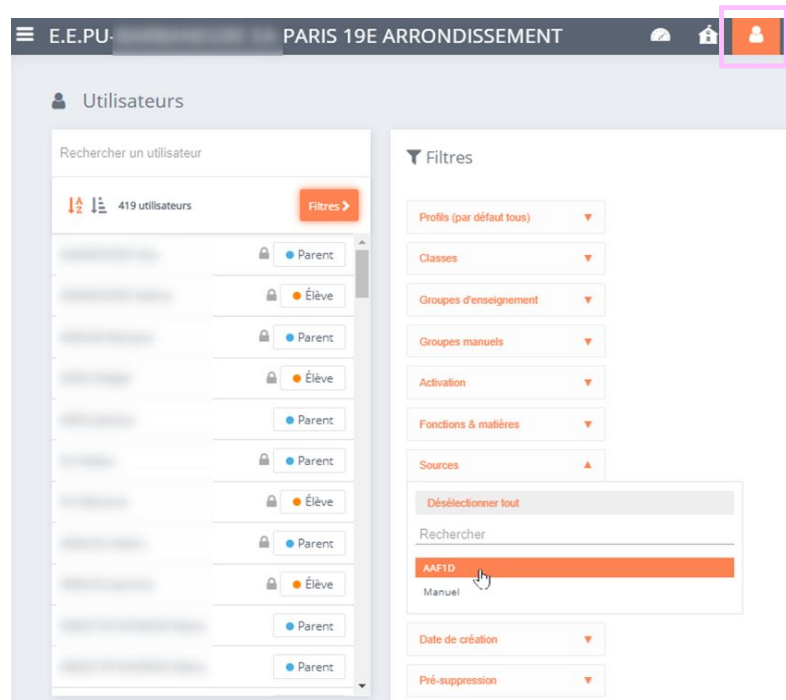 E.E.PU- PARIS 19E ARRONDISSEMENT
Utilisateurs
Rechercher un utilisateur
A
Z
419 utilisateurs
Filtres
Parent
Élève
Parent
Élève
Parent
Parent
Élève
Parent
Élève
Parent
Parent
Filtres
Profils (par défaut tous)
Classes
Groupes d'enseignement
Groupes manuels
Activation
Fonctions & matières
Sources
Désélectionner tout
Rechercher
AAF1D
Manuel
Date de création
Pré-suppression